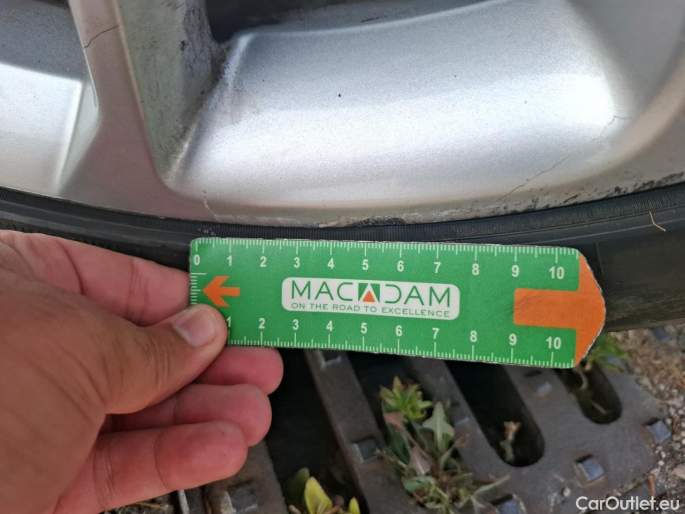 0 1 2 3 4 5 6 7 8 9 10
MACADAM
ON THE ROAD TO EXCELLENCE
1 2 3 4 5 6 7 8 9 10
CarOutlet.eu